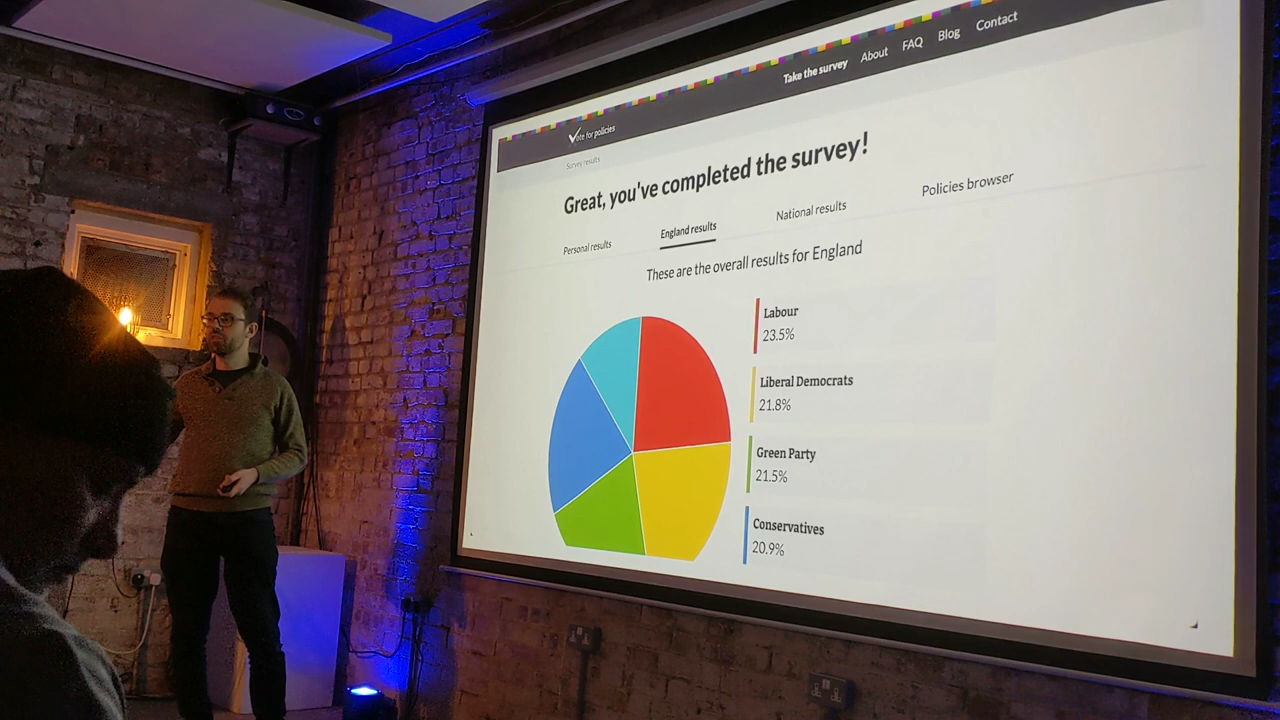 Take the survey About FAQ Blog Contact
Vote for policies
Survey results
Great, you've completed the survey!
Personal results England results National results Policies browser
These are the overall results for England
Labour
23.5%
Liberal Democrats
21.8%
Green Party
21.5%
Conservatives
20.9%